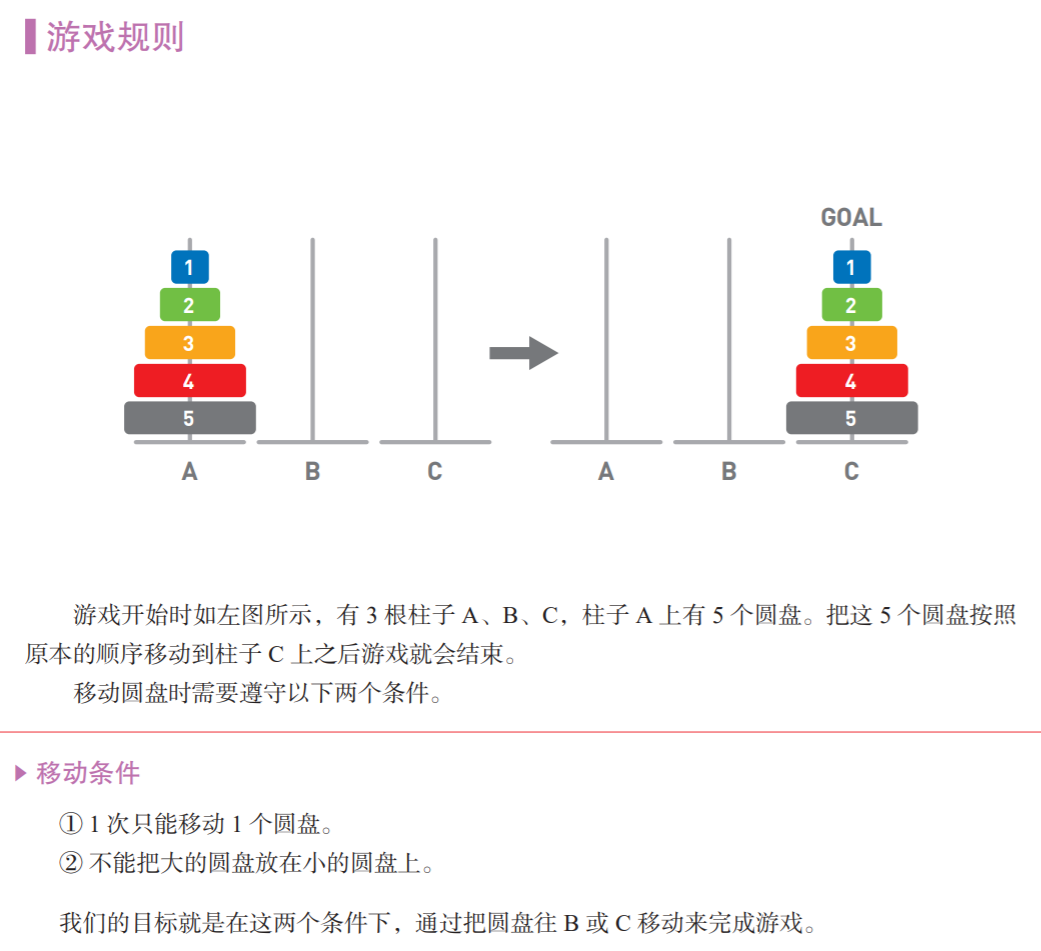 游戏规则
GOAL
1 1
2 2
3 3
4 4
5 5
A B C A B C
游戏开始时如左图所示，有 3 根柱子 A、B、C，柱子 A 上有 5 个圆盘。把这 5 个圆盘按照
原本的顺序移动到柱子 C 上之后游戏就会结束。
移动圆盘时需要遵守以下两个条件。
移动条件
① 1 次只能移动 1 个圆盘。
② 不能把大的圆盘放在小的圆盘上。
我们的目标就是在这两个条件下，通过把圆盘往 B 或 C 移动来完成游戏。